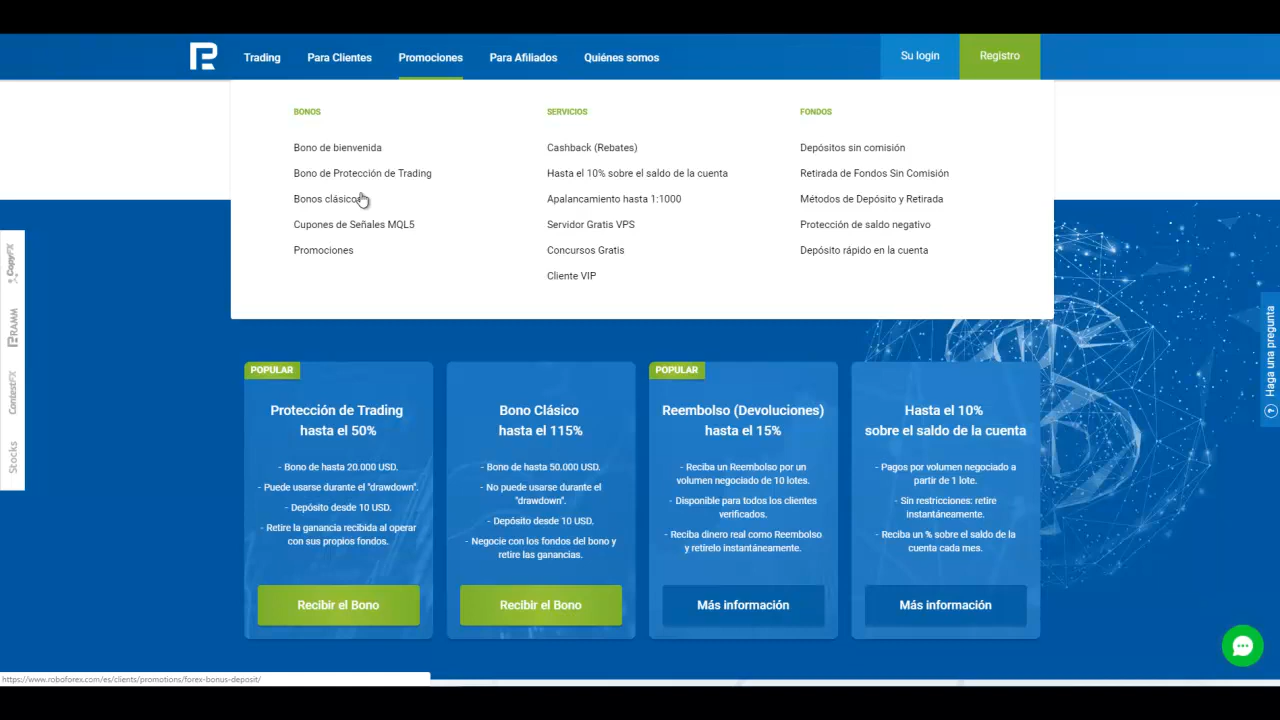 Trading
Para Clientes
Promociones
Para Afiliados
Quiénes somos
Su login
Registro
BONOS
Bono de bienvenida
Bono de Protección de Trading
Bonos clásicos
Cupones de Señales MQL5
Promociones
SERVICIOS
Cashback (Rebates)
Hasta el 10% sobre el saldo de la cuenta
Apalancamiento hasta 1:1000
Servidor Gratis VPS
Concursos Gratis
Cliente VIP
FONDOS
Depósitos sin comisión
Retirada de Fondos Sin Comisión
Métodos de Depósito y Retirada
Protección de saldo negativo
Depósito rápido en la cuenta
CopyFX
RAMM
ContestFX
Stocks
Haga una pregunta
POPULAR
Protección de Trading
hasta el 50%
- Bono de hasta 20.000 USD.
- Puede usarse durante el "drawdown".
- Depósito desde 10 USD.
- Retire la ganancia recibida al operar
con sus propios fondos.
Recibir el Bono
Bono Clásico
hasta el 115%
- Bono de hasta 50.000 USD.
- No puede usarse durante el
"drawdown".
- Depósito desde 10 USD.
- Negocie con los fondos del bono y
retire las ganancias.
Recibir el Bono
POPULAR
Reembolso (Devoluciones)
hasta el 15%
- Reciba un Reembolso por un
volumen negociado de 10 lotes.
- Disponible para todos los clientes
verificados.
- Reciba dinero real como Reembolso
y retírelo instantáneamente.
Más información
Hasta el 10%
sobre el saldo de la cuenta
- Pagos por volumen negociado a
partir de 1 lote.
- Sin restricciones: retire
instantáneamente.
- Reciba un % sobre el saldo de la
cuenta cada mes.
Más información
https://www.roboforex.com/es/clients/promotions/forex-bonus-deposit/